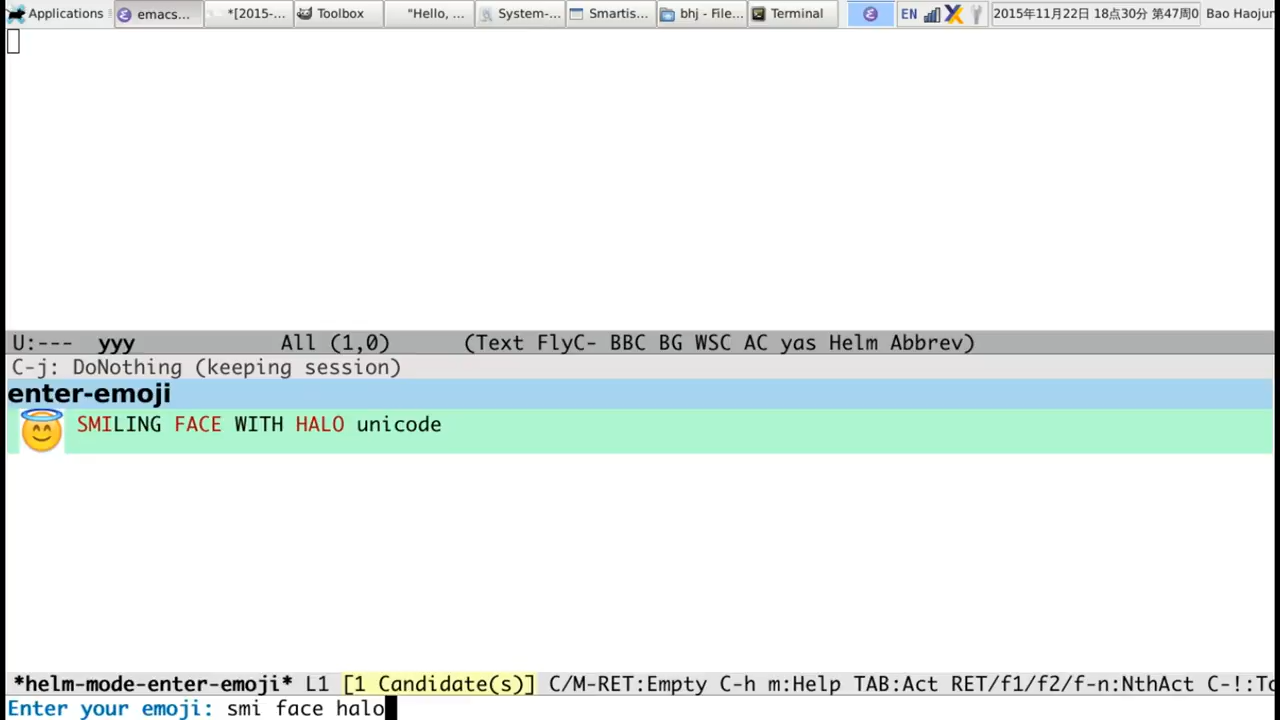 Applications emacs... *[2015-... Toolbox "Hello, ... System-... Smartis... bhj - File... Terminal EN 2015年11月22日 18点30分 第47周0 Bao Haojun
U:--- yyy All (1,0) (Text FlyC- BBC BG WSC AC yas Helm Abbrev)
C-j: DoNothing (keeping session)
enter-emoji
SMILING FACE WITH HALO unicode
*helm-mode-enter-emoji* L1 [1 Candidate(s)] C/M-RET:Empty C-h m:Help TAB:Act RET/f1/f2/f-n:NthAct C-!:To
Enter your emoji: smi face halo